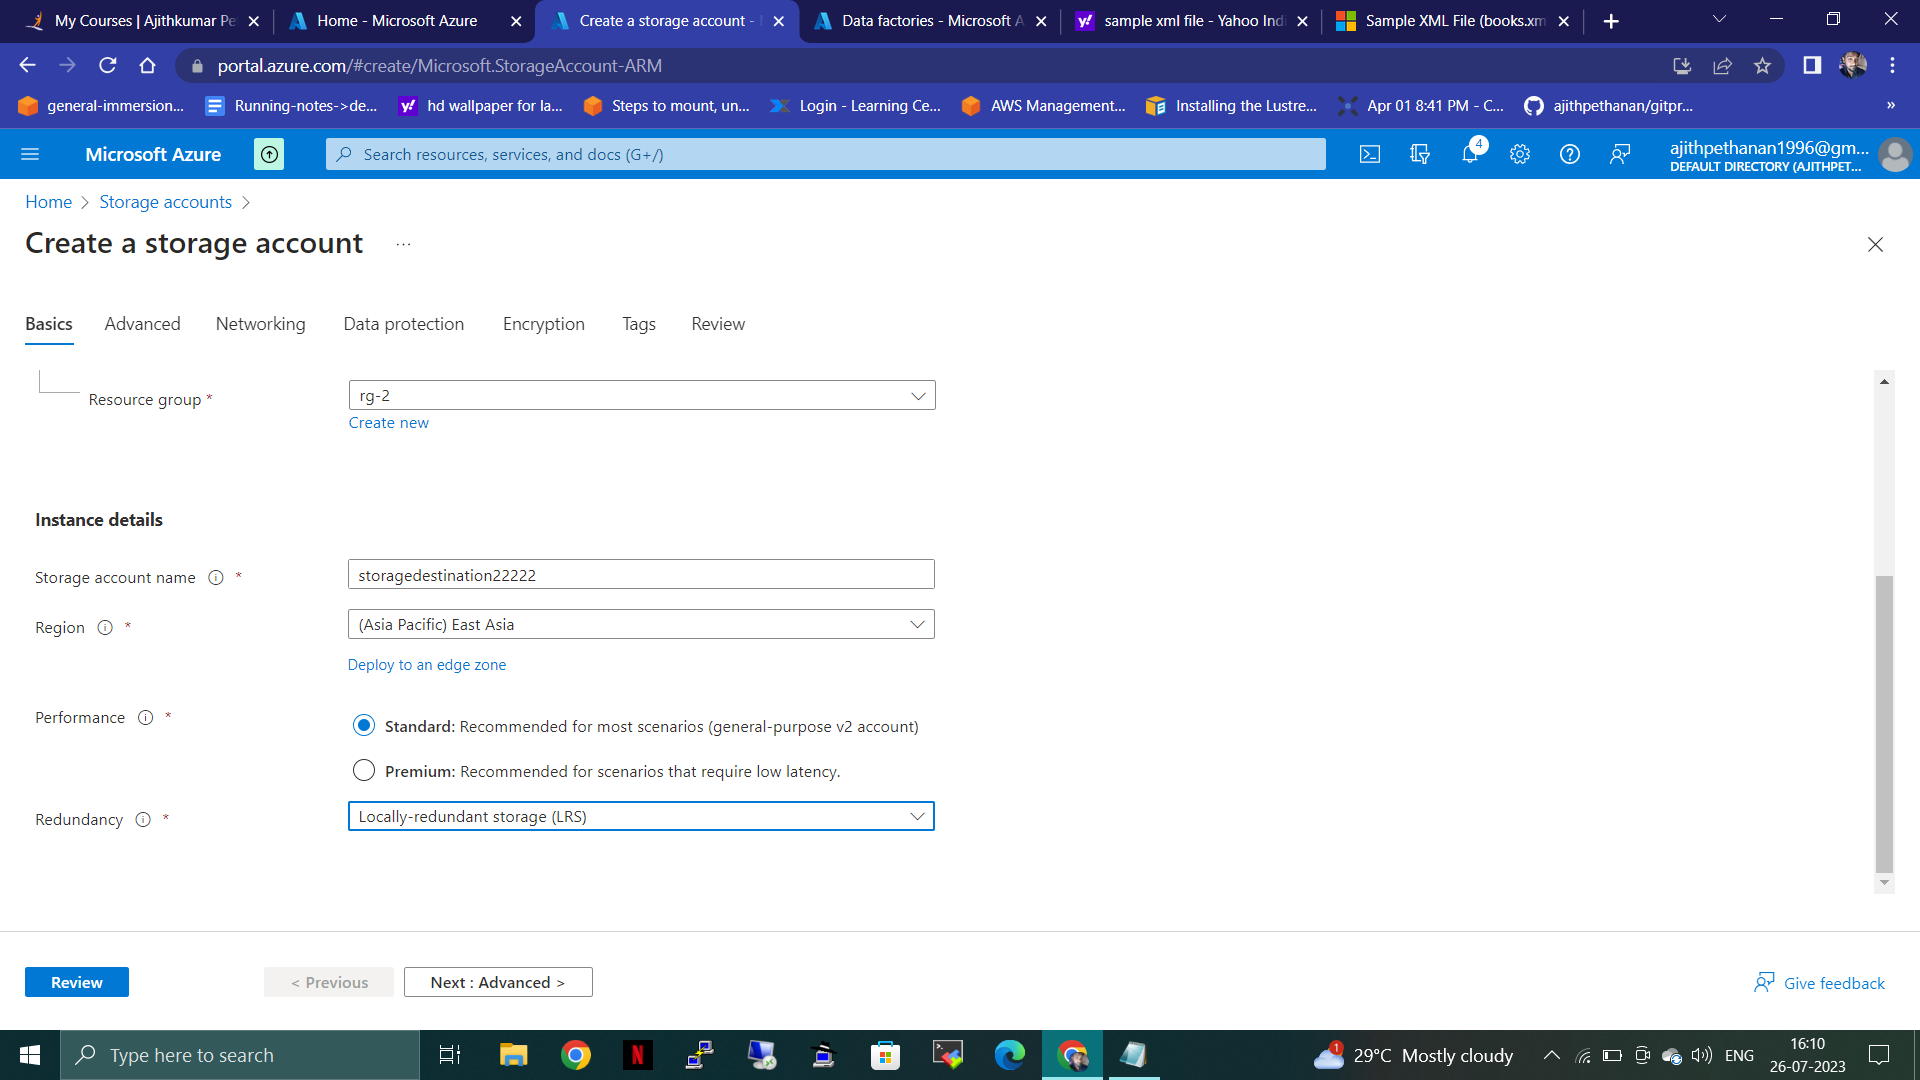 My Courses | Ajithkumar Pe
Home - Microsoft Azure
Create a storage account -
Data factories - Microsoft A
sample xml file - Yahoo Indi
Sample XML File (books.xm
portal.azure.com/#create/Microsoft.StorageAccount-ARM
general-immersion...
Running-notes->de...
hd wallpaper for la...
Steps to mount, un...
Login - Learning Ce...
AWS Management...
Installing the Lustre...
Apr 01 8:41 PM - C...
ajithpethanan/gitpr...
»
Microsoft Azure
Search resources, services, and docs (G+/)
4
ajithpethanan1996@gm...
DEFAULT DIRECTORY (AJITHPET...
Home > Storage accounts >
Create a storage account ...
Basics
Advanced
Networking
Data protection
Encryption
Tags
Review
Resource group *
rg-2
Create new
Instance details
Storage account name *
storagedestination22222
Region *
(Asia Pacific) East Asia
Deploy to an edge zone
Performance *
Standard: Recommended for most scenarios (general-purpose v2 account)
Premium: Recommended for scenarios that require low latency.
Redundancy *
Locally-redundant storage (LRS)
Review
< Previous
Next : Advanced >
Give feedback
Type here to search
1
29°C Mostly cloudy
ENG
16:10
26-07-2023